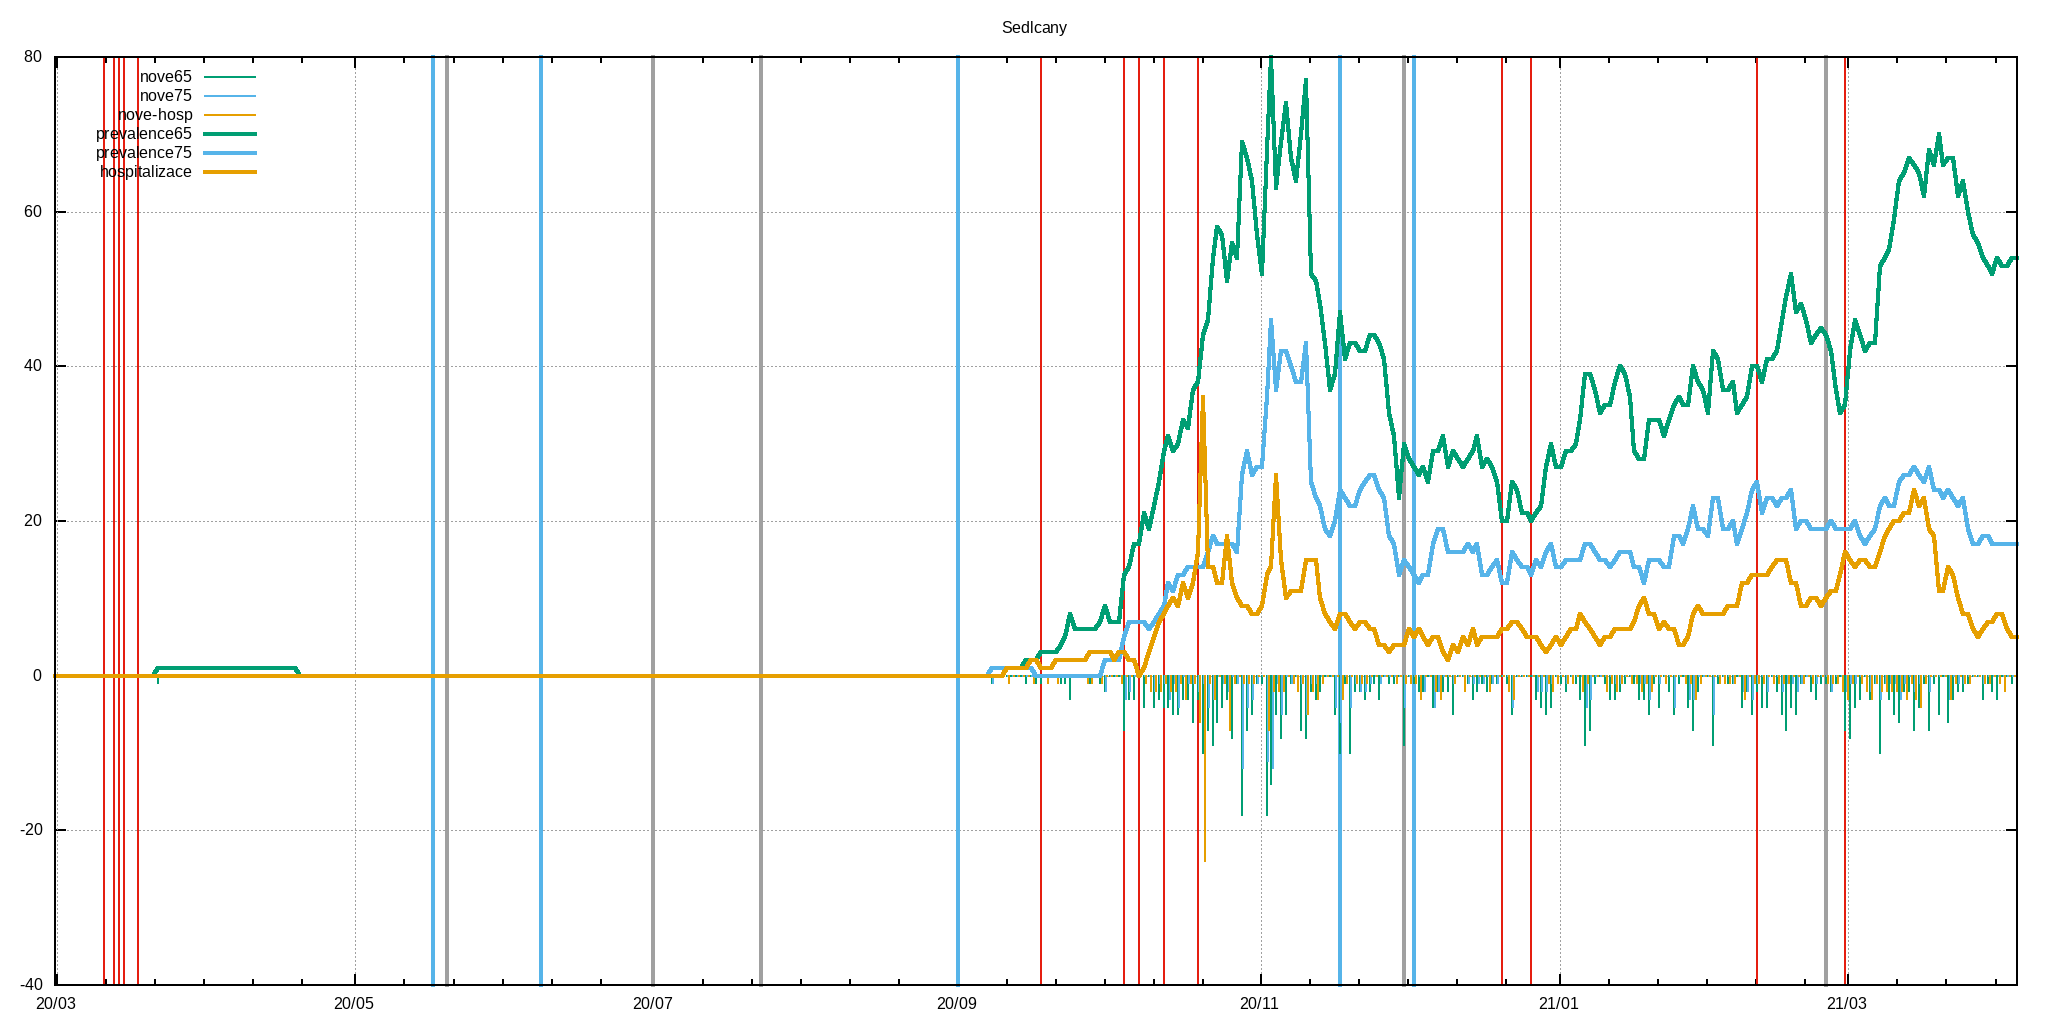 Sedlcany
80
nove65
nove75
nove-hosp
prevalence65
prevalence75
hospitalizace
60
40
20
0
-20
-40
20/03 20/05 20/07 20/09 20/11 21/01 21/03